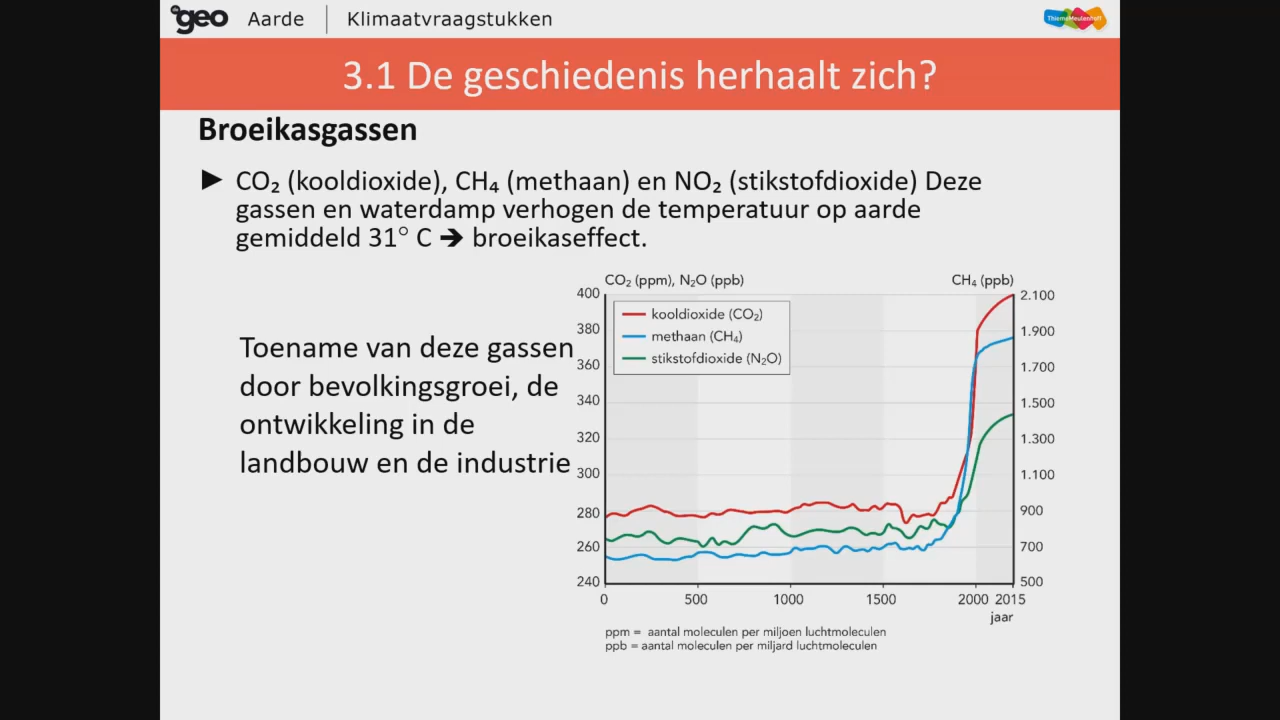 de geo Aarde Klimaatvraagstukken ThiemeMeulenhoff
3.1 De geschiedenis herhaalt zich?
Broeikasgassen
► CO₂ (kooldioxide), CH₄ (methaan) en NO₂ (stikstofdioxide) Deze
gassen en waterdamp verhogen de temperatuur op aarde
gemiddeld 31° C ➔ broeikaseffect.
Toename van deze gassen
door bevolkingsgroei, de
ontwikkeling in de
landbouw en de industrie
CO₂ (ppm), N₂O (ppb) CH₄ (ppb)
kooldioxide (CO₂)
methaan (CH₄)
stikstofdioxide (N₂O)
400 2.100
380 1.900
360 1.700
340 1.500
320 1.300
300 1.100
280 900
260 700
240 500
0 500 1000 1500 2000 2015
jaar
ppm = aantal moleculen per miljoen luchtmoleculen
ppb = aantal moleculen per miljard luchtmoleculen